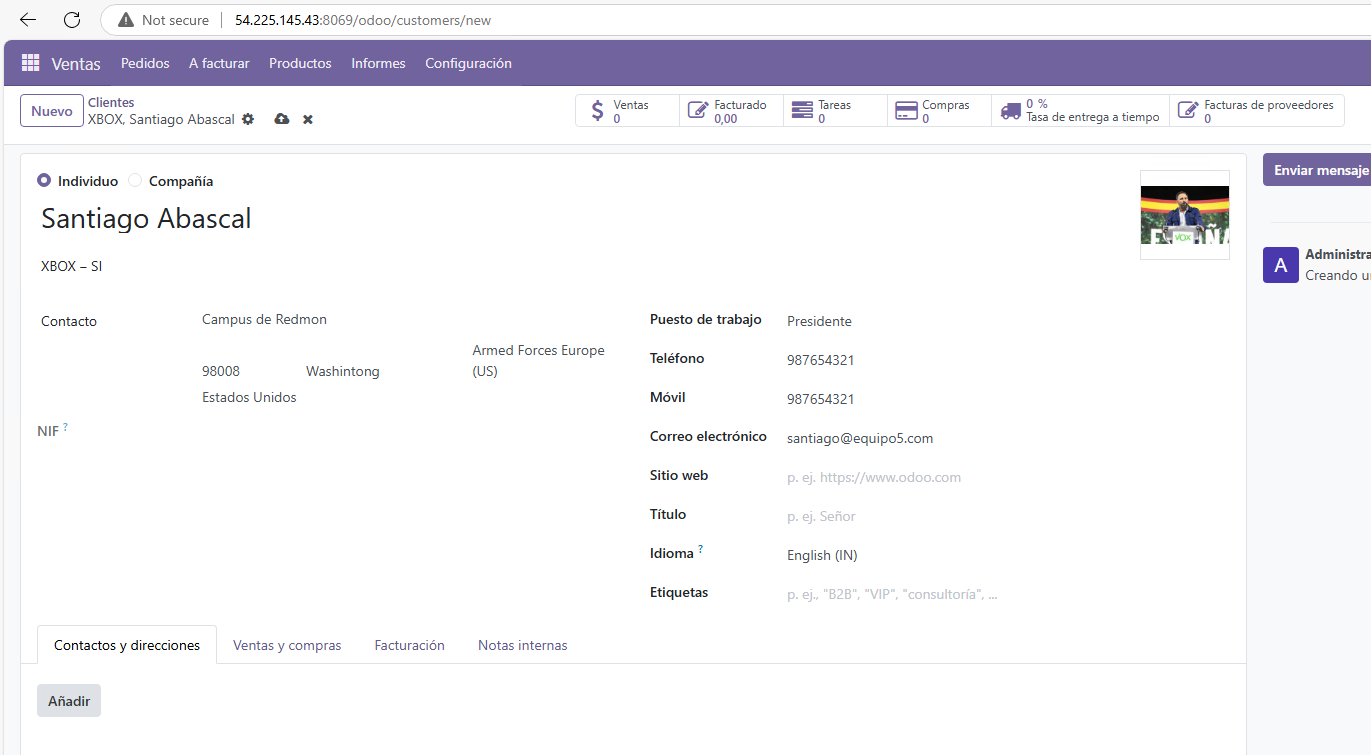 Not secure 54.225.145.43:8069/odoo/customers/new
Ventas Pedidos A facturar Productos Informes Configuración
Nuevo
Clientes
XBOX, Santiago Abascal
Ventas
0
Facturado
0,00
Tareas
0
Compras
0
0 %
Tasa de entrega a tiempo
Facturas de proveedores
0
Individuo Compañía
Santiago Abascal
XBOX – SI
VOX
Contacto
Campus de Redmon
98008 Washintong Armed Forces Europe
(US)
Estados Unidos
NIF ?
Puesto de trabajo Presidente
Teléfono 987654321
Móvil 987654321
Correo electrónico santiago@equipo5.com
Sitio web p. ej. https://www.odoo.com
Título p. ej. Señor
Idioma ? English (IN)
Etiquetas p. ej., "B2B", "VIP", "consultoría", ...
Contactos y direcciones Ventas y compras Facturación Notas internas
Añadir
Enviar mensaje
A
Administra
Creando u